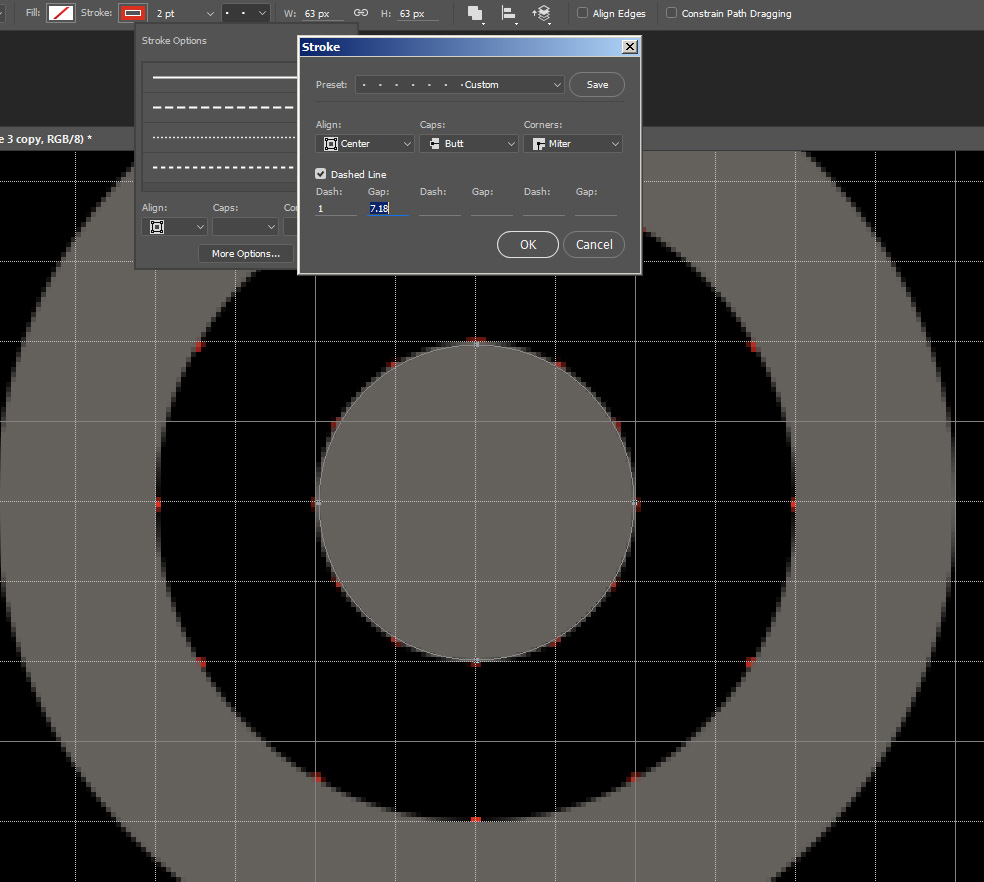 Fill: Stroke: 2 pt W: 63 px H: 63 px Align Edges Constrain Path Dragging
Stroke Options
Stroke
Preset: Custom Save
Align: Caps: Corners:
Center Butt Miter
Dashed Line
Dash: Gap: Dash: Gap: Dash: Gap:
1 7.18
OK Cancel
e 3 copy, RGB/8) *
Align: Caps: Co
More Options...